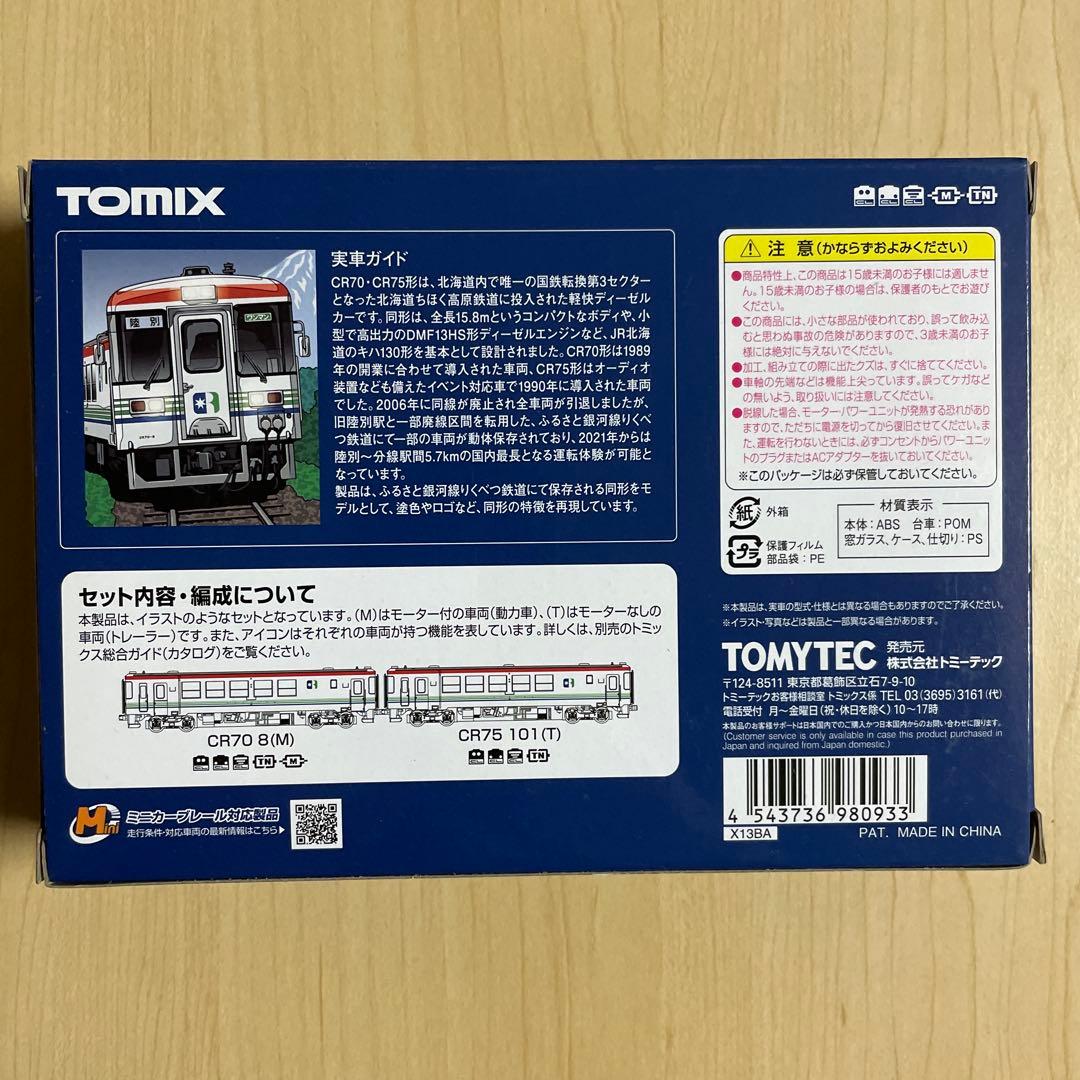 TOMIX
CL CL CL M TN
陸別
ワンマン
CR70-8
実車ガイド
CR70・CR75形は、北海道内で唯一の国鉄転換第3セクター
となった北海道ちほく高原鉄道に投入された軽快ディーゼル
カーです。同形は、全長15.8mというコンパクトなボディや、小
型で高出力のDMF13HS形ディーゼルエンジンなど、JR北海
道のキハ130形を基本として設計されました。CR70形は1989
年の開業に合わせて導入された車両、CR75形はオーディオ
装置なども備えたイベント対応車で1990年に導入された車両
でした。2006年に同線が廃止され全車両が引退しましたが、
旧陸別駅と一部廃線区間を転用した、ふるさと銀河線りくべ
つ鉄道にて一部の車両が動体保存されており、2021年からは
陸別～分線駅間5.7kmの国内最長となる運転体験が可能と
なっています。
製品は、ふるさと銀河線りくべつ鉄道にて保存される同形をモ
デルとして、塗色やロゴなど、同形の特徴を再現しています。
セット内容・編成について
本製品は、イラストのようなセットとなっています。(M)はモーター付の車両(動力車)、(T)はモーターなしの
車両(トレーラー)です。また、アイコンはそれぞれの車両が持つ機能を表しています。詳しくは、別売のトミッ
クス総合ガイド(カタログ)をご覧ください。
CR70 8(M)
CR75 101(T)
TN M
TN
Mini
ミニカーブレール対応製品
走行条件・対応車両の最新情報はこちら▶
注意(かならずおよみください)
●商品特性上、この商品は15歳未満のお子様には適しませ
ん。15歳未満のお子様の場合は、保護者のもとでお遊び
ください。
●この商品には、小さな部品が使われており、誤って飲み込
むと思わぬ事故の危険がありますので、3歳未満のお子様
には絶対に与えないでください。
●加工、組み立ての際に出たクズは、すぐに捨ててください。
●車軸の先端などは機能上尖っています。誤ってケガなど
の無いよう、取り扱いには注意してください。
●脱線した場合、モーター・パワーユニットが発熱する恐れがあり
ますので、ただちに電源を切ってから復旧させてください。ま
た、運転を行わないときには、必ずコンセントからパワーユニット
のプラグまたはACアダプターを抜いておいてください。
※このパッケージは必ず保管しておいてください。
紙 外箱
プラ 保護フィルム
部品袋：PE
材質表示
本体：ABS 台車：POM
窓ガラス、ケース、仕切り：PS
※本製品は、実車の型式・仕様とは異なる場合もありますのでご了承ください。
※イラスト・写真などは製品と一部異なる場合があります。
TOMYTEC 発売元 株式会社トミーテック
〒124-8511 東京都葛飾区立石7-9-10
トミーテックお客様相談室 トミックス係 TEL 03(3695)3161(代)
電話受付 月～金曜日(祝・休日を除く)10～17時
本製品のお客様サポートは日本国内でのご購入かつ日本国内からのお問い合わせに限ります。
(Customer service is only available in case this product purchased in
Japan and inquired from Japan domestic.)
4 543736 980933
X13BA
PAT. MADE IN CHINA